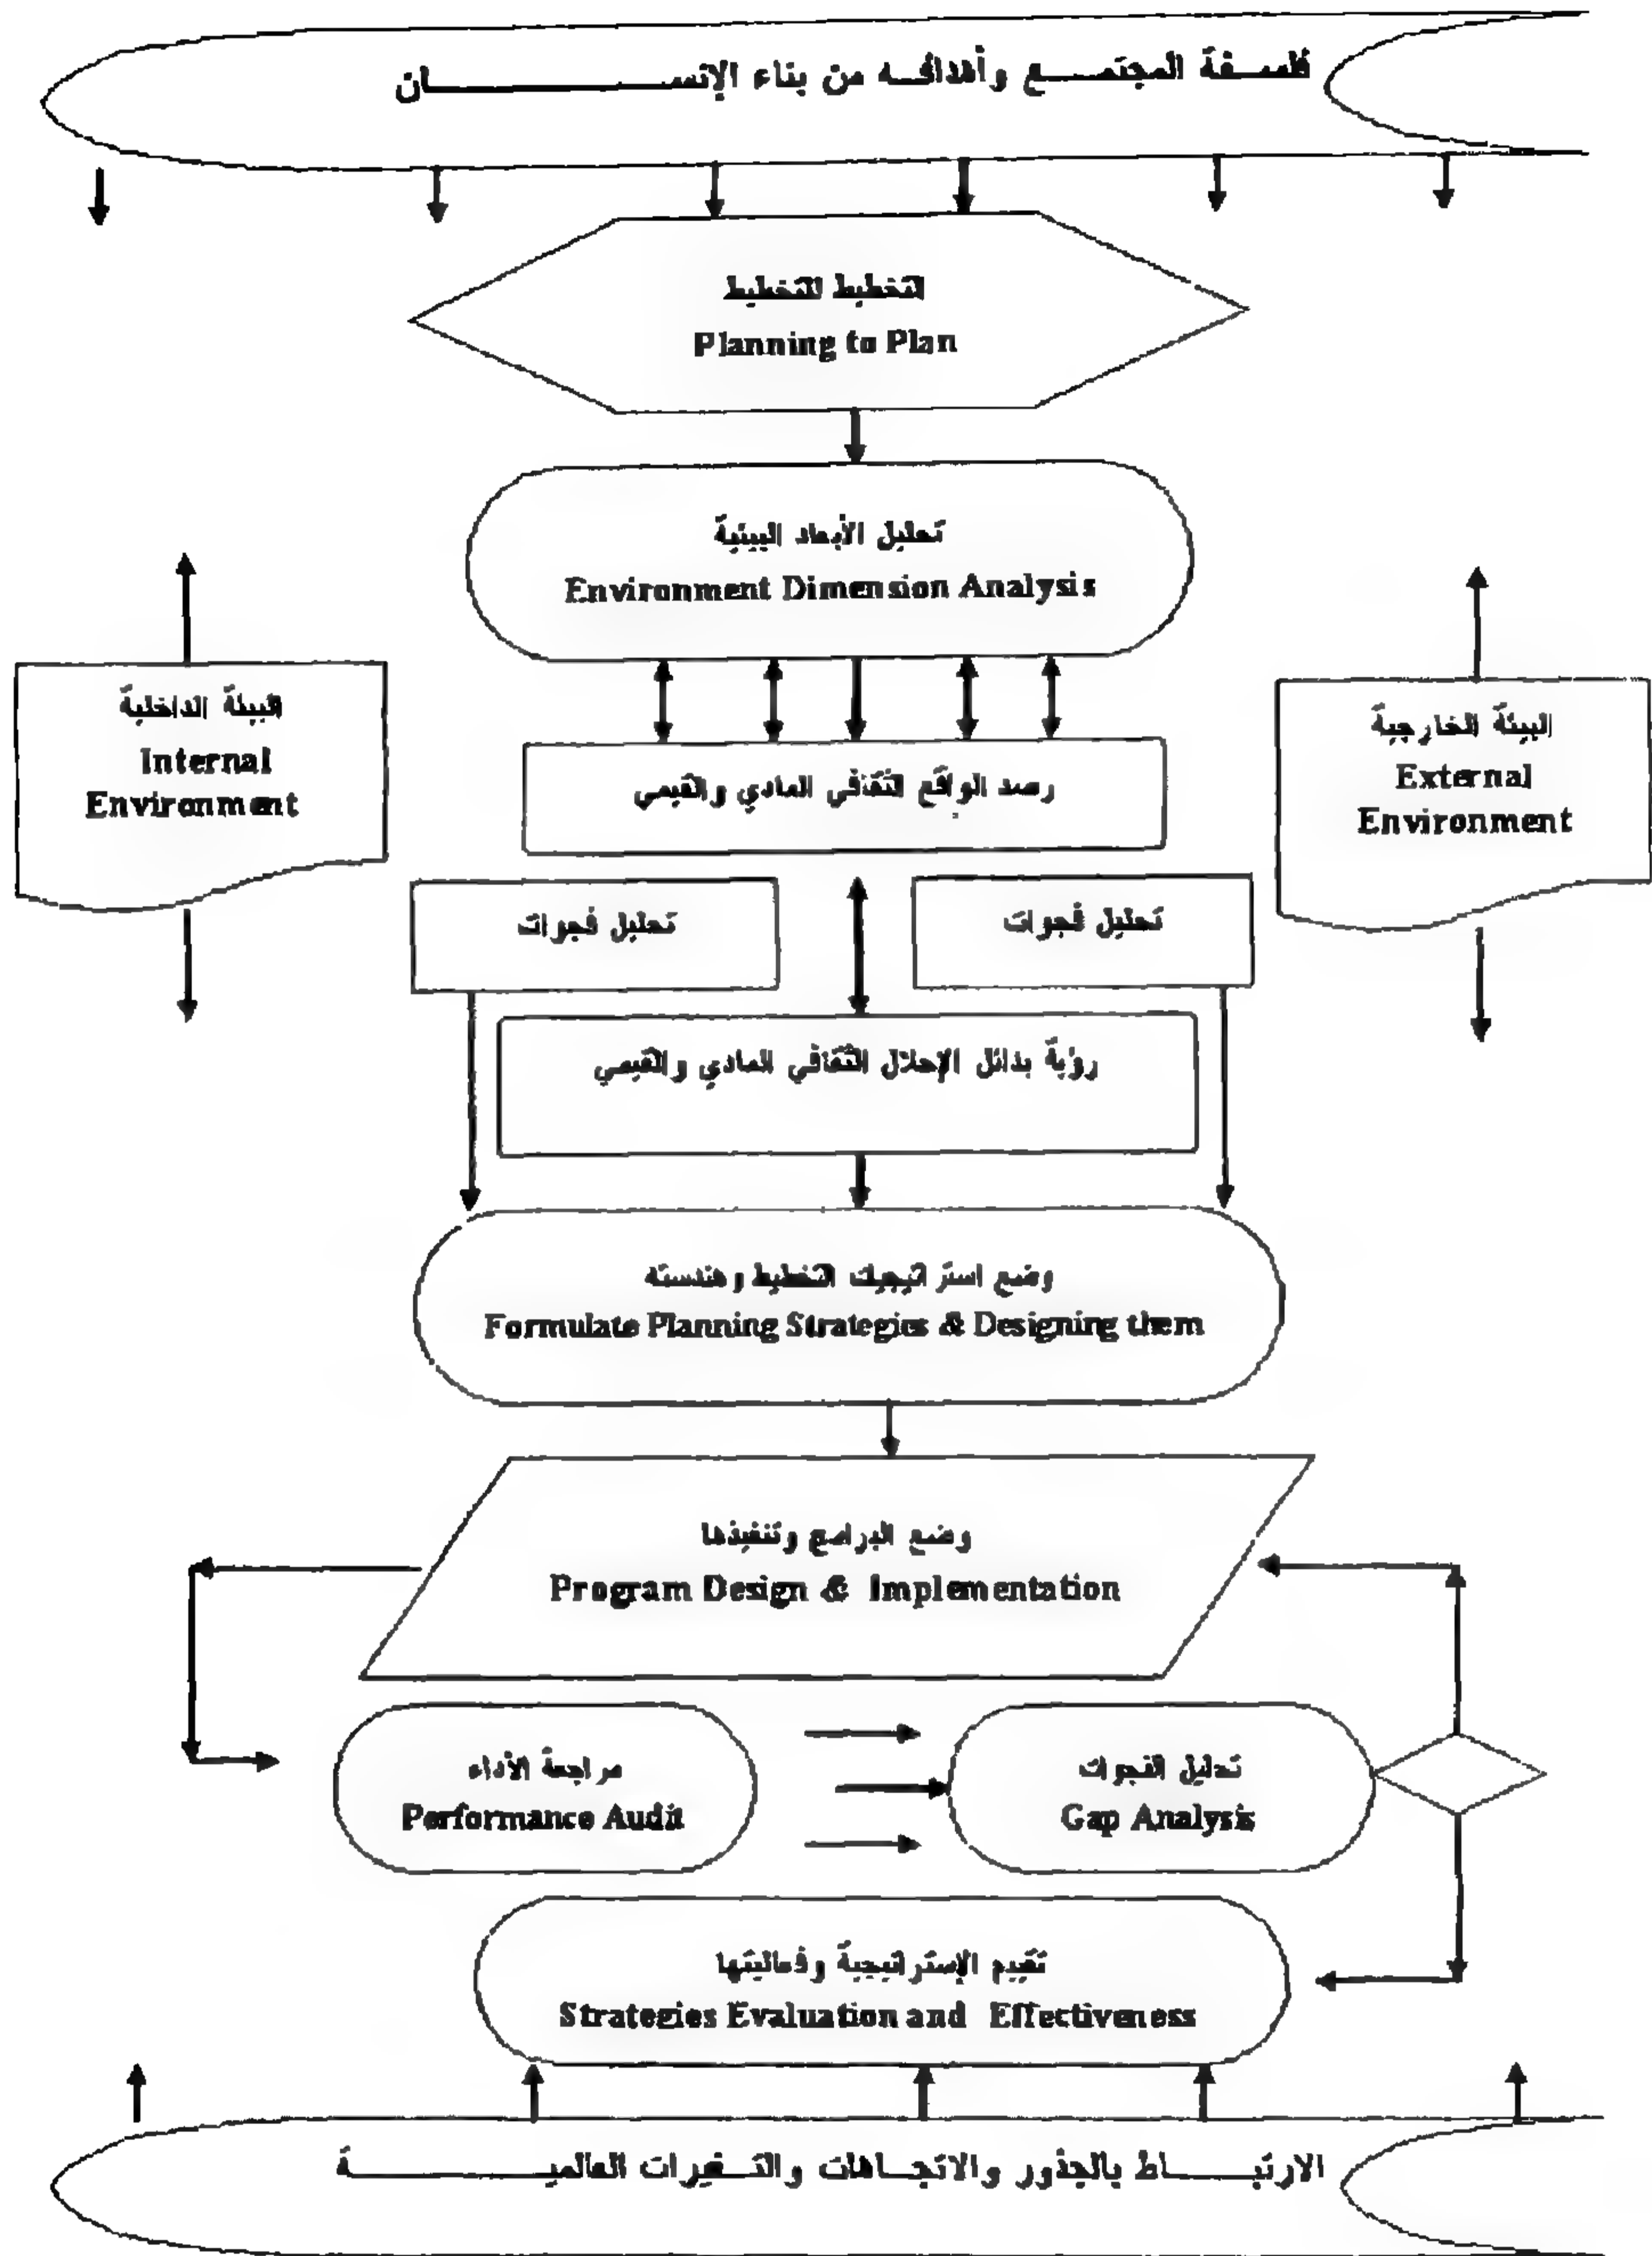 فلسفة المجتمع وأهدافه من بناء الإنسان
التخطيط للتخطيط
Planning to Plan
تحليل الأبعاد البيئية
Environment Dimension Analysis
البيئة الداخلية
Internal
Environment
البيئة الخارجية
External
Environment
رصد الواقع الثقافي المادي والقيمي
تحليل فجوات
تحليل فجوات
رؤية بدائل الإحلال الثقافي المادي والقيمي
وضع استراتيجيات التخطيط وهندسته
Formulate Planning Strategies & Designing them
وضع البرامج وتنفيذها
Program Design & Implementation
مراجعة الأداء
Performance Audit
تحليل الفجوات
Gap Analysis
تقييم الإستراتيجية وفعاليتها
Strategies Evaluation and Effectiveness
الارتباط بالجذور والاتجاهات والتغيرات العالمية